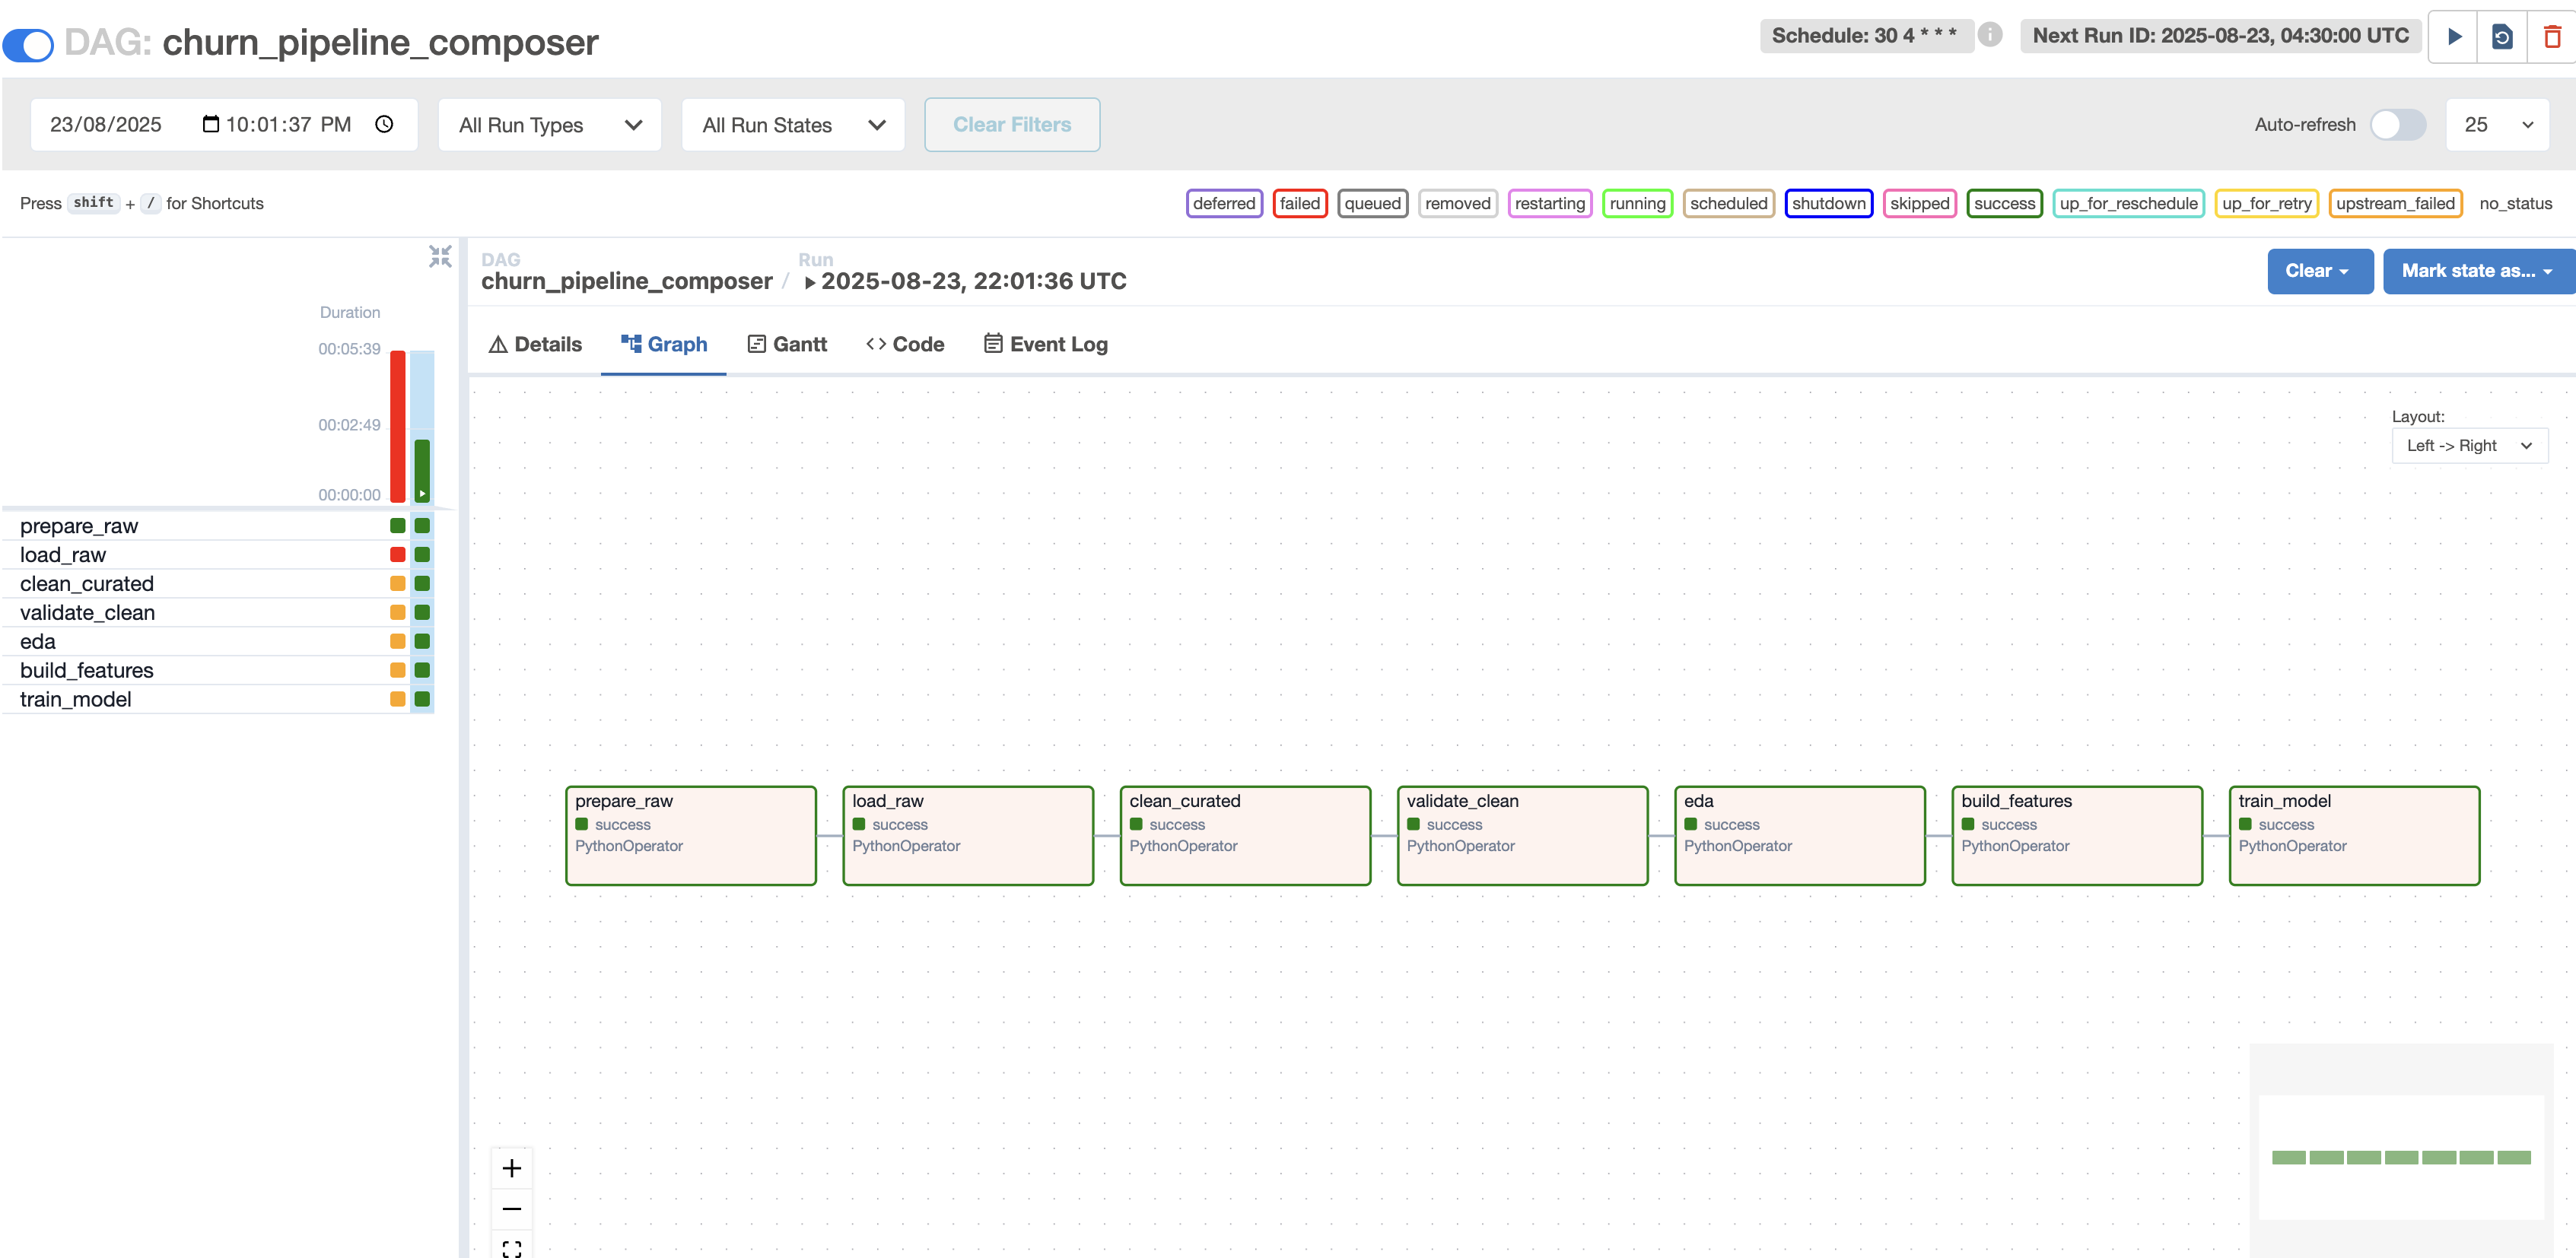 DAG: churn_pipeline_composer
Schedule: 30 4 * * *
Next Run ID: 2025-08-23, 04:30:00 UTC
23/08/2025 10:01:37 PM
All Run Types
All Run States
Clear Filters
Auto-refresh
25
Press shift + / for Shortcuts
deferred
failed
queued
removed
restarting
running
scheduled
shutdown
skipped
success
up_for_reschedule
up_for_retry
upstream_failed
no_status
DAG
churn_pipeline_composer
/
Run
2025-08-23, 22:01:36 UTC
Clear
Mark state as...
Duration
00:05:39
00:02:49
00:00:00
prepare_raw
load_raw
clean_curated
validate_clean
eda
build_features
train_model
Details
Graph
Gantt
Code
Event Log
Layout:
Left -> Right
prepare_raw
success
PythonOperator
load_raw
success
PythonOperator
clean_curated
success
PythonOperator
validate_clean
success
PythonOperator
eda
success
PythonOperator
build_features
success
PythonOperator
train_model
success
PythonOperator